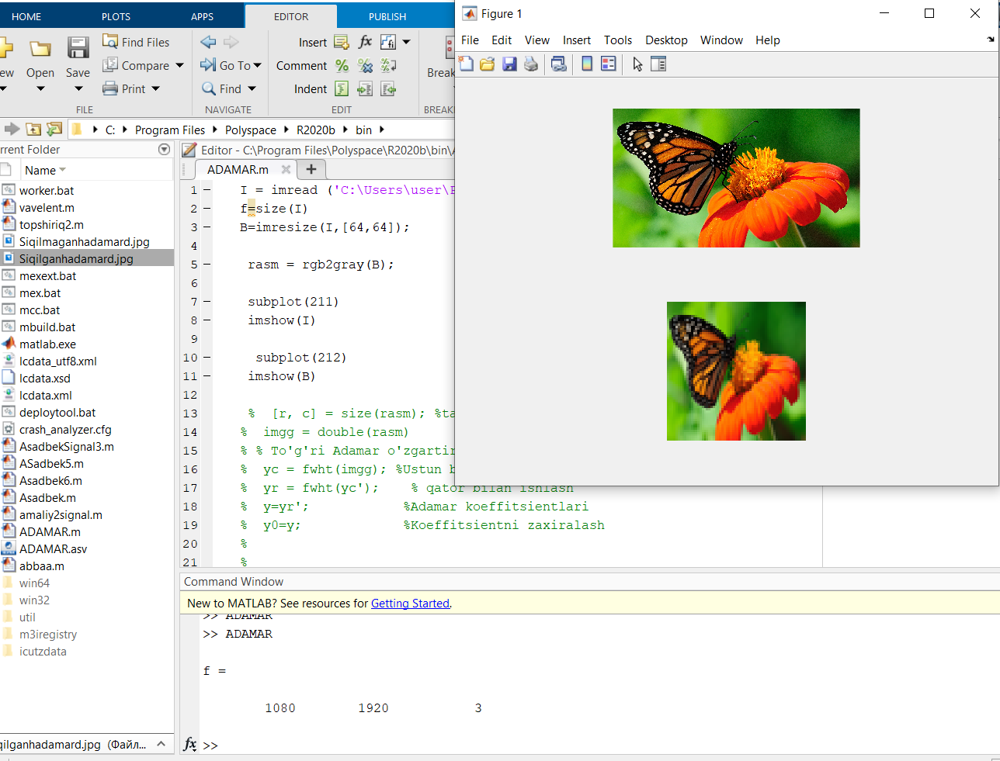 HOME PLOTS APPS EDITOR PUBLISH
Find Files
Compare
Print
Open Save
FILE
Go To
Find
NAVIGATE
Insert fx
Comment
Indent
EDIT
C: Program Files Polyspace R2020b bin
Name
worker.bat
vavelent.m
topshiriq2.m
Siqilmaganhadamard.jpg
Siqilganhadamard.jpg
mexext.bat
mex.bat
mcc.bat
mbuild.bat
matlab.exe
lcdata_utf8.xml
lcdata.xsd
lcdata.xml
deploytool.bat
crash_analyzer.cfg
AsadbekSignal3.m
ASadbek5.m
Asadbek6.m
Asadbek.m
amaliy2signal.m
ADAMAR.m
ADAMAR.asv
abbaa.m
win64
win32
util
m3iregistry
icutzdata
qilganhadamard.jpg (Файл...
Editor - C:\Program Files\Polyspace\R2020b\bin\
ADAMAR.m
1 I = imread ('C:\Users\user\
2 f=size(I)
3 B=imresize(I,[64,64]);
4
5 rasm = rgb2gray(B);
6
7 subplot(211)
8 imshow(I)
9
10 subplot(212)
11 imshow(B)
12
13 % [r, c] = size(rasm); %ta
14 % imgg = double(rasm)
15 % % To'g'ri Adamar o'zgartir
16 % yc = fwht(imgg); %Ustun b
17 % yr = fwht(yc'); % qator bilan ishlash
18 % y=yr'; %Adamar koeffitsientlari
19 % y0=y; %Koeffitsientni zaxiralash
20 %
21 %
Command Window
New to MATLAB? See resources for Getting Started.
>> ADAMAR
>> ADAMAR
f =
1080 1920 3
fx >>
Figure 1
File Edit View Insert Tools Desktop Window Help